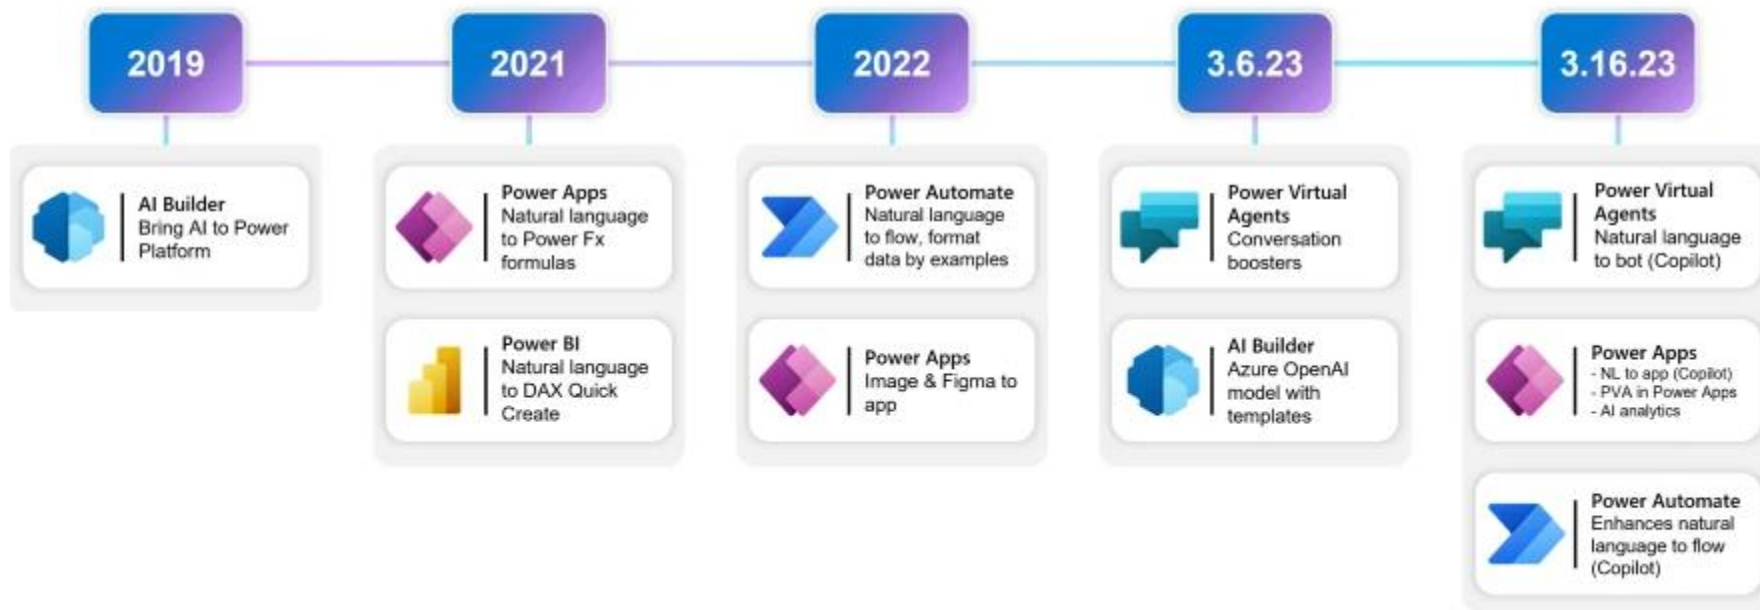 2019
2021
2022
3.6.23
3.16.23
AI Builder
Bring AI to Power
Platform
Power Apps
Natural language
to Power Fx
formulas
Power BI
Natural language
to DAX Quick
Create
Power Automate
Natural language
to flow, format
data by examples
Power Apps
Image & Figma to
app
Power Virtual
Agents
Conversation
boosters
AI Builder
Azure OpenAI
model with
templates
Power Virtual
Agents
Natural language
to bot (Copilot)
Power Apps
- NL to app (Copilot)
- PVA in Power Apps
- AI analytics
Power Automate
Enhances natural
language to flow
(Copilot)